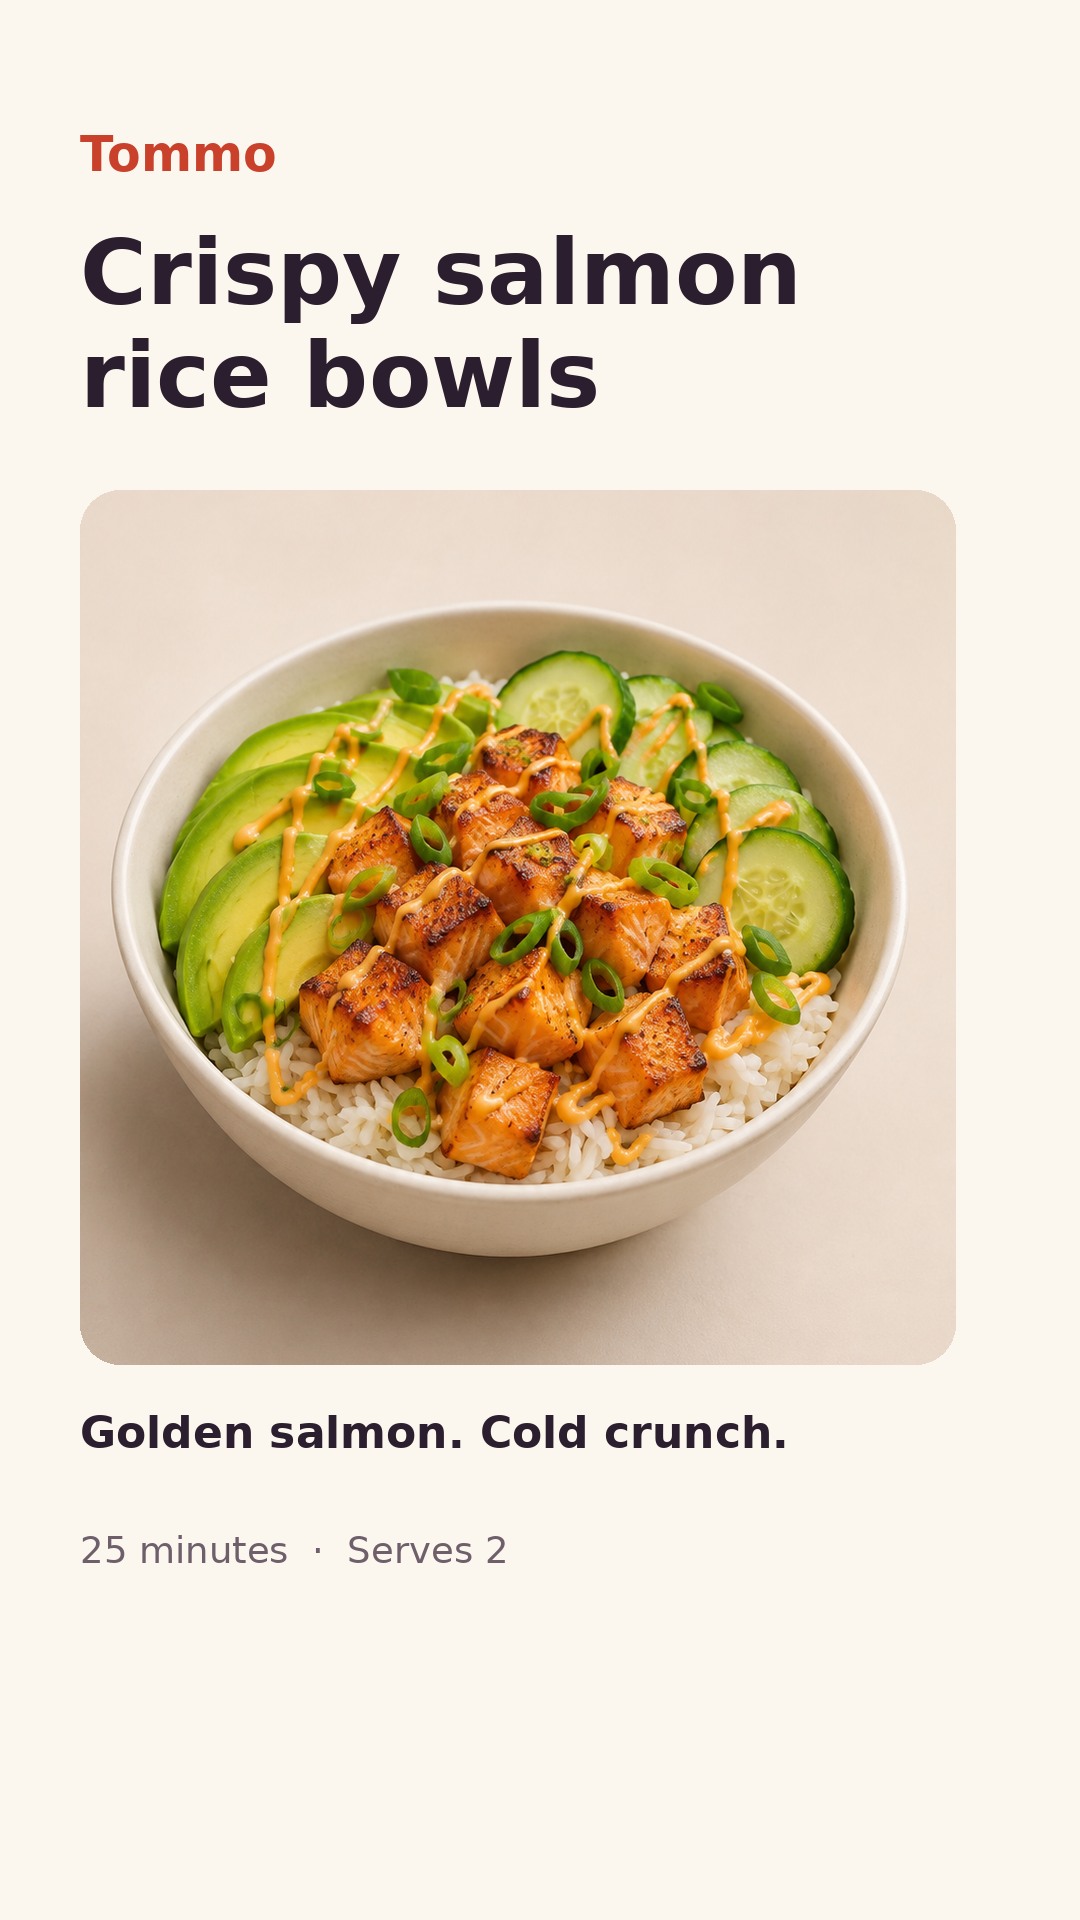 Tommo
Crispy salmon
rice bowls
Golden salmon. Cold crunch.
25 minutes · Serves 2